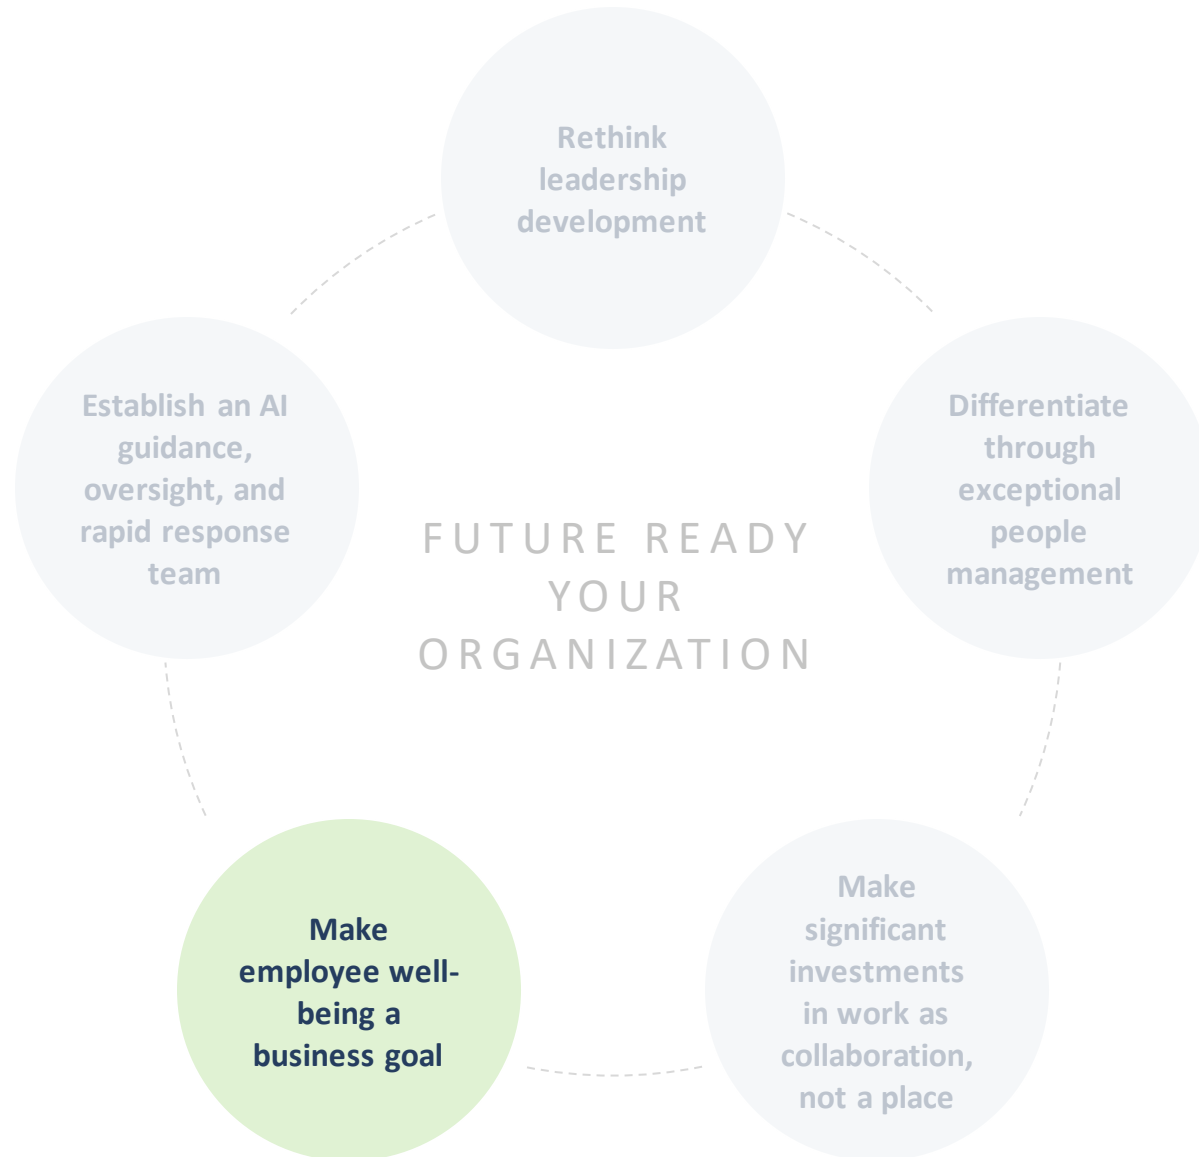 Rethink
leadership
development
Establish an AI
guidance,
oversight, and
rapid response
team
Differentiate
through
exceptional
people
management
FUTURE READY
YOUR
ORGANIZATION
Make
employee well-
being a
business goal
Make
significant
investments
in work as
collaboration,
not a place